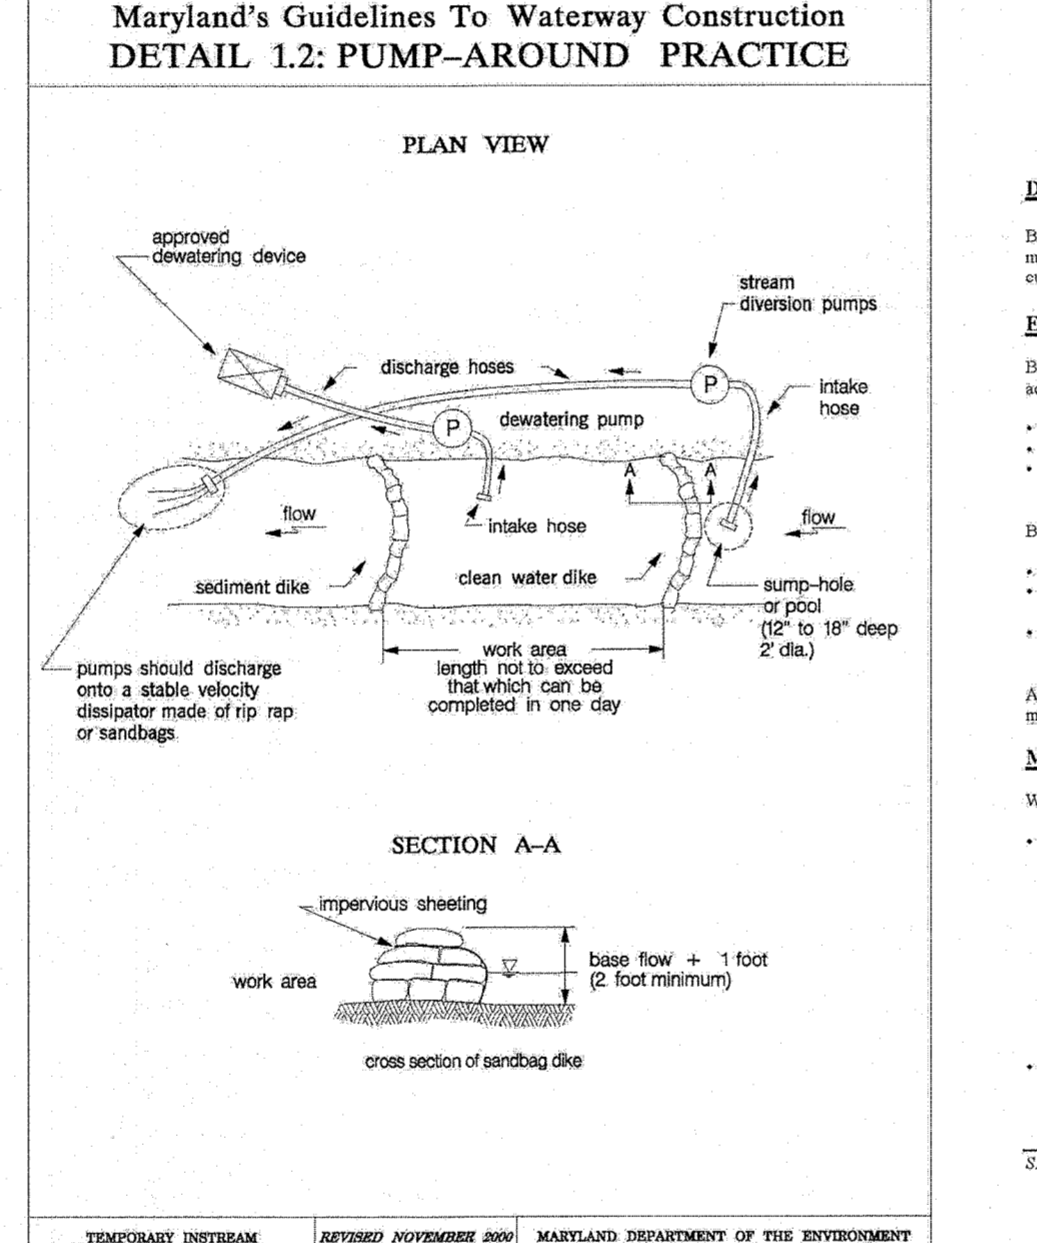 Maryland's Guidelines To Waterway Construction
DETAIL 1.2: PUMP-AROUND PRACTICE
PLAN VIEW
approved
dewatering device
stream
diversion pumps
discharge hoses
P
intake
hose
dewatering pump
P
A
A
flow
intake hose
flow
sediment dike
clean water dike
sump-hole
or pool
(12" to 18" deep
2' dia.)
work area
length not to exceed
that which can be
completed in one day
pumps should discharge
onto a stable velocity
dissipator made of rip rap
or sandbags
SECTION A-A
impervious sheeting
work area
base flow + 1 foot
(2 foot minimum)
cross section of sandbag dike
TEMPORARY INSTREAM
REVISED NOVEMBER 2000
MARYLAND DEPARTMENT OF THE ENVIRONMENT